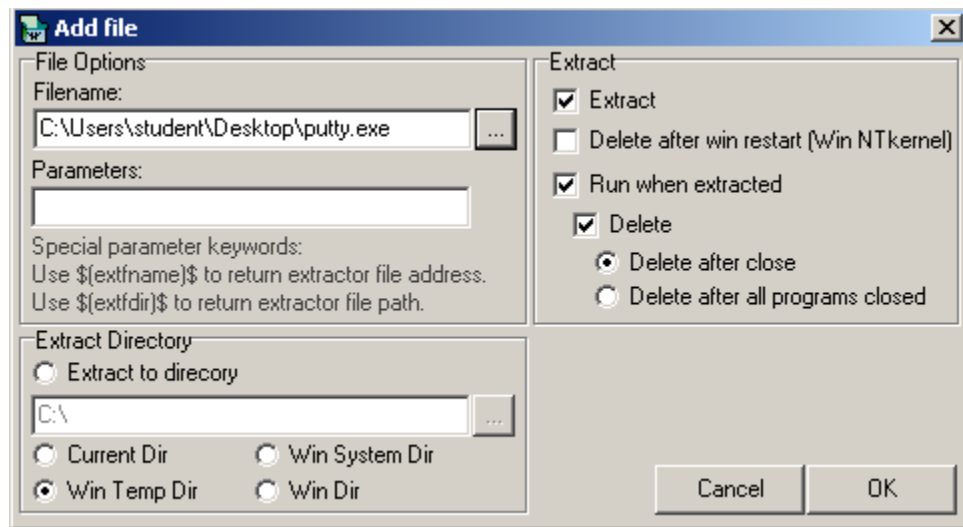 Add file
File Options
Filename:
C:\Users\student\Desktop\putty.exe
...
Parameters:
Special parameter keywords:
Use $(extfname)$ to return extractor file address.
Use $(extfdir)$ to return extractor file path.
Extract
Extract
Delete after win restart (Win NTkernel)
Run when extracted
Delete
Delete after close
Delete after all programs closed
Extract Directory
Extract to direcory
C:\
...
Current Dir
Win System Dir
Win Temp Dir
Win Dir
Cancel
OK